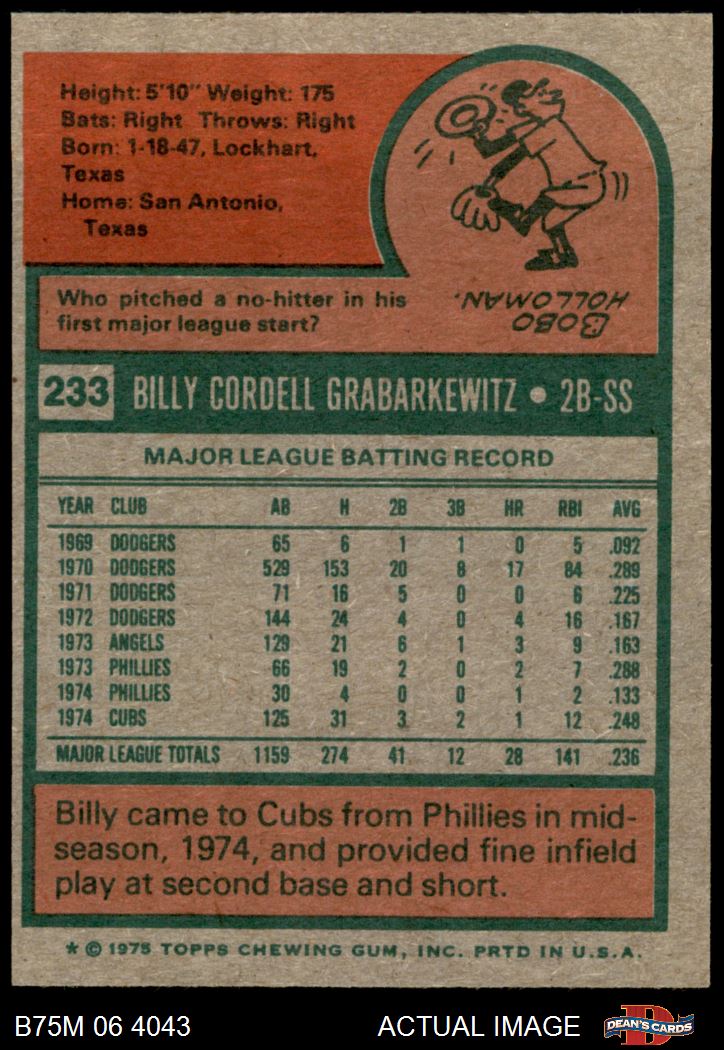 Height: 5'10" Weight: 175
Bats: Right Throws: Right
Born: 1-18-47, Lockhart,
Texas
Home: San Antonio,
Texas
Who pitched a no-hitter in his
first major league start?
BOBO
HOLLOMAN.
233 BILLY CORDELL GRABARKEWITZ • 2B-SS
MAJOR LEAGUE BATTING RECORD
YEAR CLUB AB H 2B 3B HR RBI AVG
1969 DODGERS 65 6 1 1 0 5 .092
1970 DODGERS 529 153 20 8 17 84 .289
1971 DODGERS 71 16 5 0 0 6 .225
1972 DODGERS 144 24 4 0 4 16 .167
1973 ANGELS 129 21 6 1 3 9 .163
1973 PHILLIES 66 19 2 0 2 7 .288
1974 PHILLIES 30 4 0 0 1 2 .133
1974 CUBS 125 31 3 2 1 12 .248
MAJOR LEAGUE TOTALS 1159 274 41 12 28 141 .236
Billy came to Cubs from Phillies in mid-
season, 1974, and provided fine infield
play at second base and short.
* © 1975 TOPPS CHEWING GUM, INC. PRTD IN U.S.A.
B75M 06 4043 ACTUAL IMAGE D DEAN'S CARDS